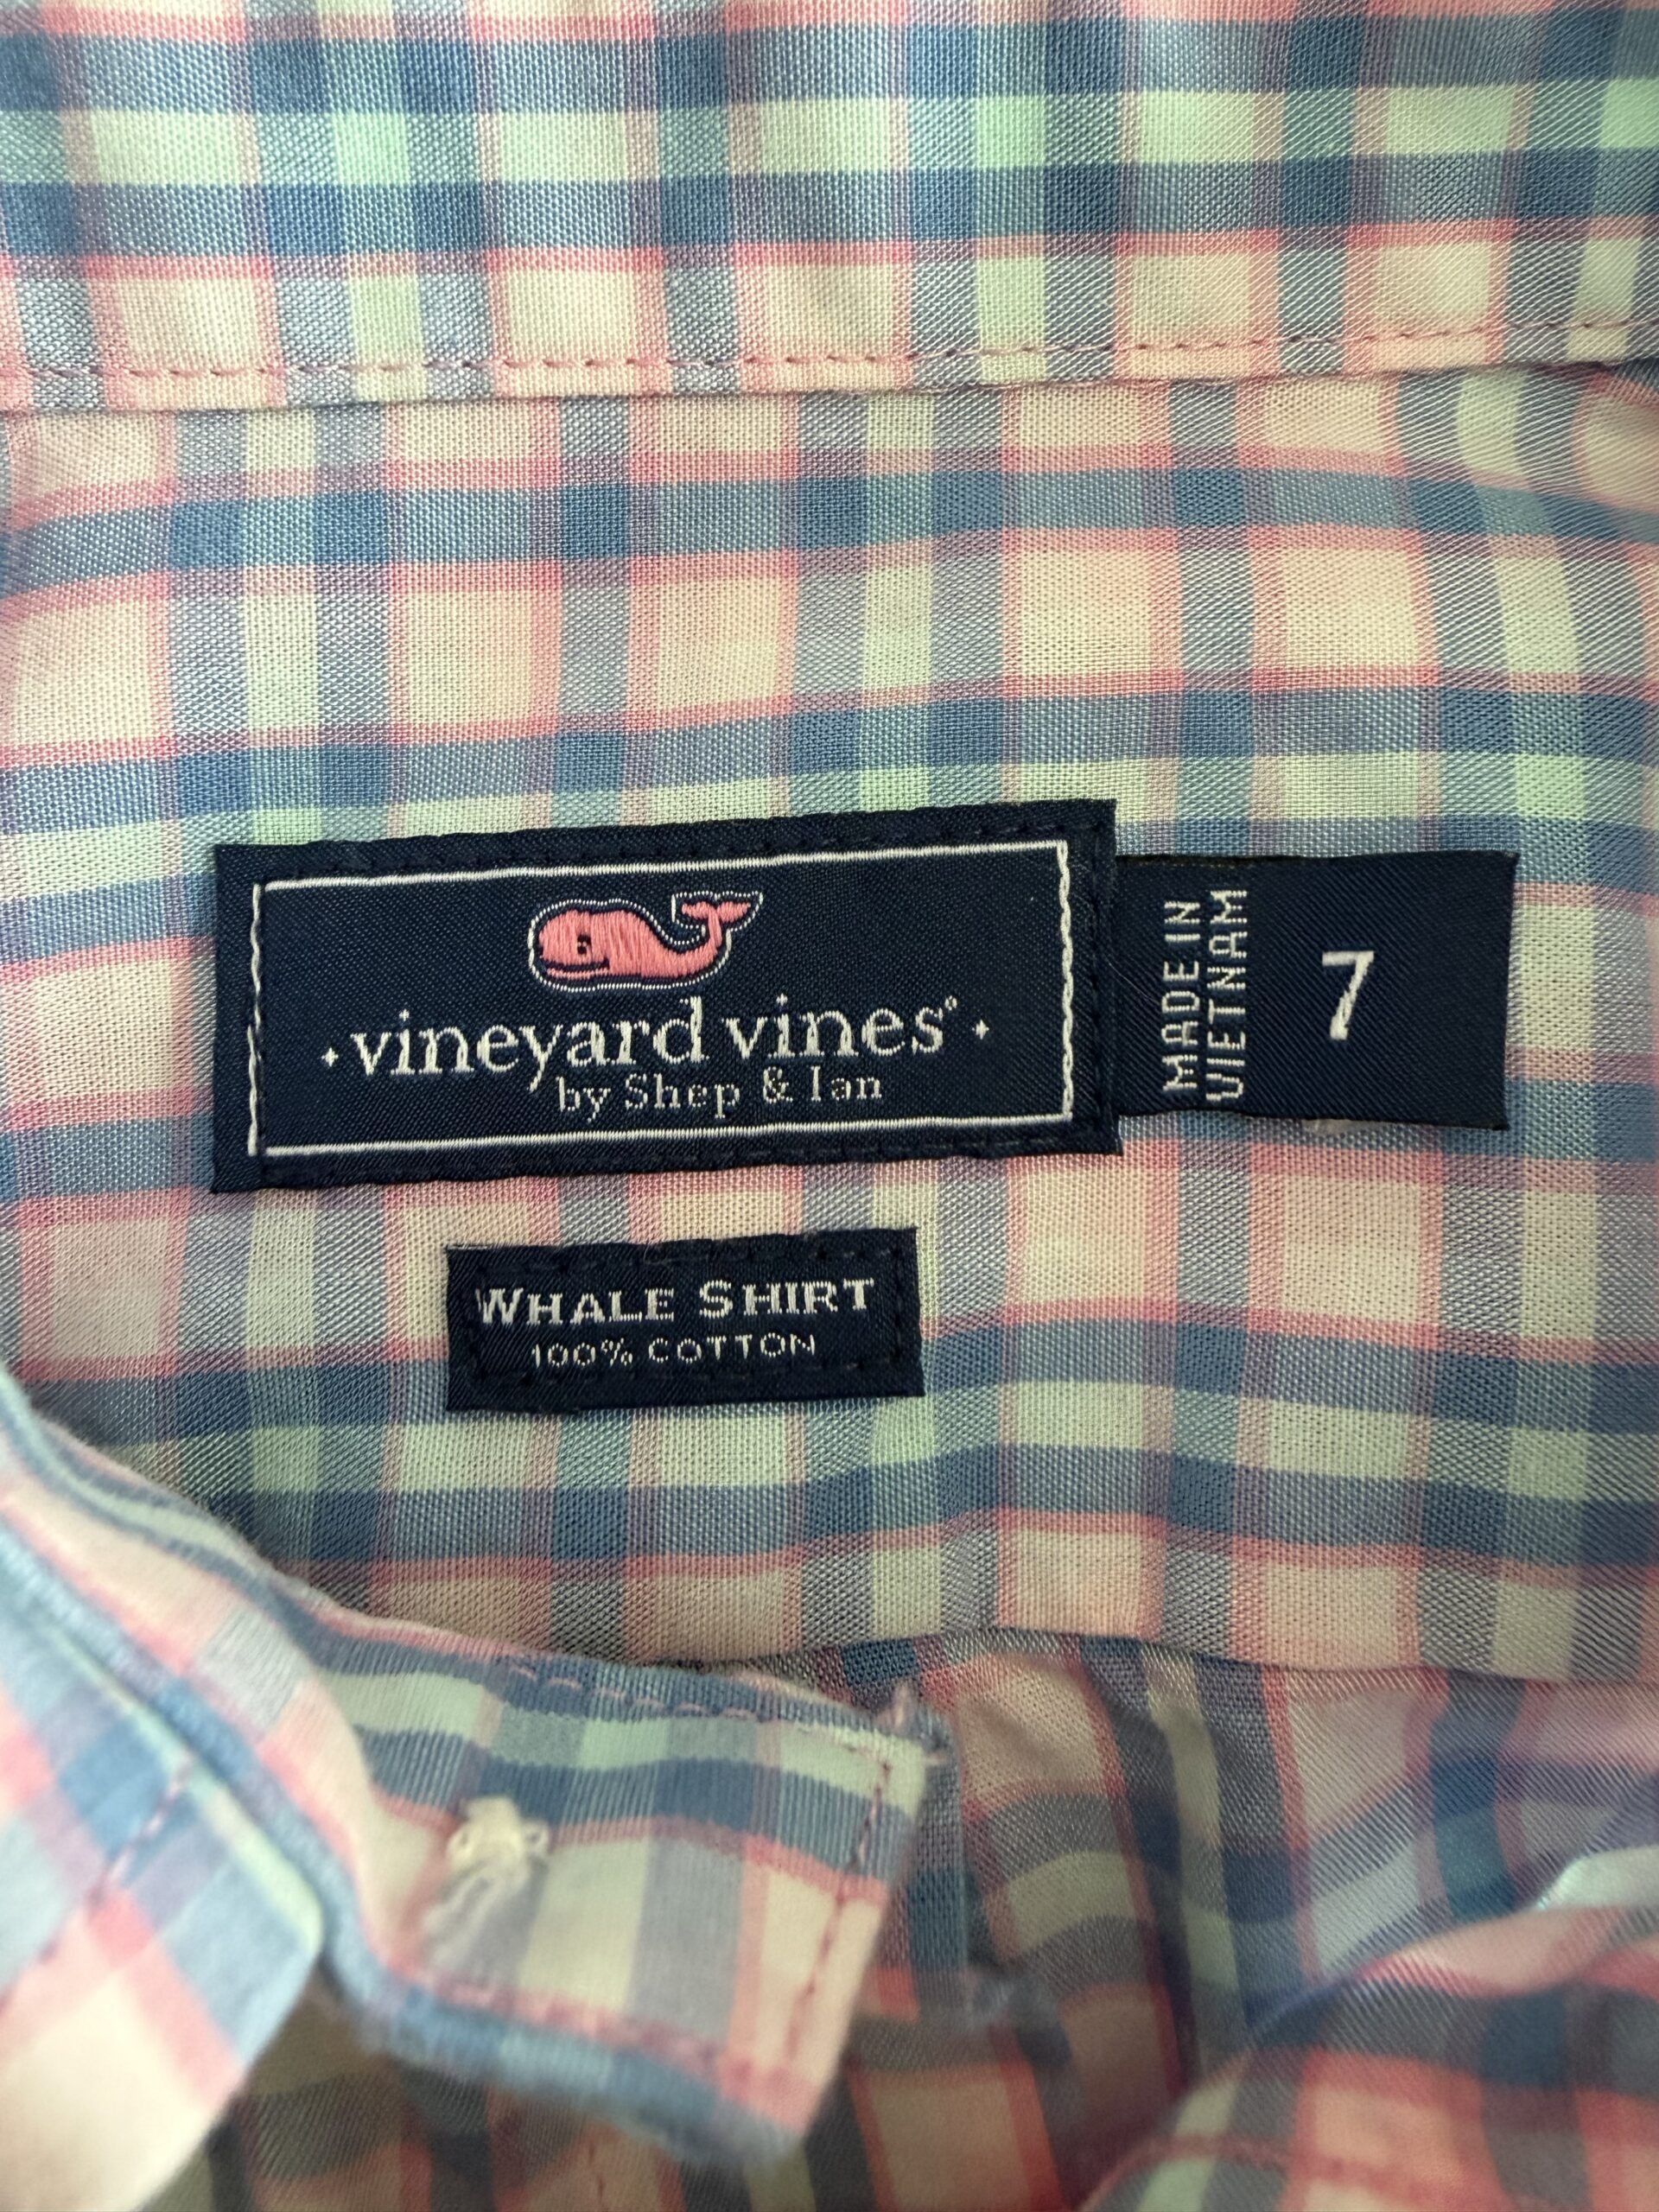 vineyard vines®
by Shep & Ian
MADE IN
VIETNAM
7
WHALE SHIRT
100% COTTON